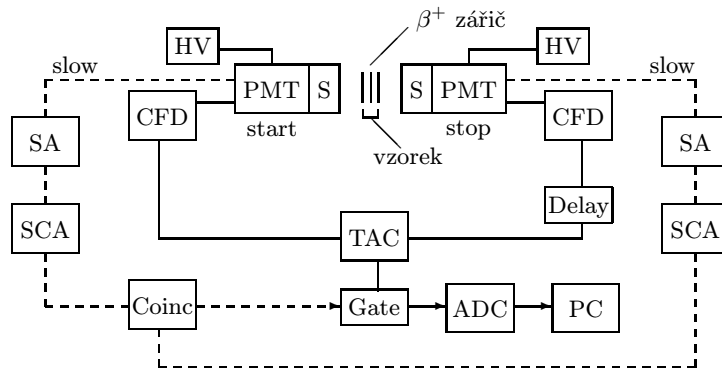 β⁺ zářič
HV
HV
slow
slow
PMT
S
S
PMT
CFD
start
stop
CFD
SA
vzorek
SA
Delay
SCA
TAC
SCA
Coinc
Gate
ADC
PC